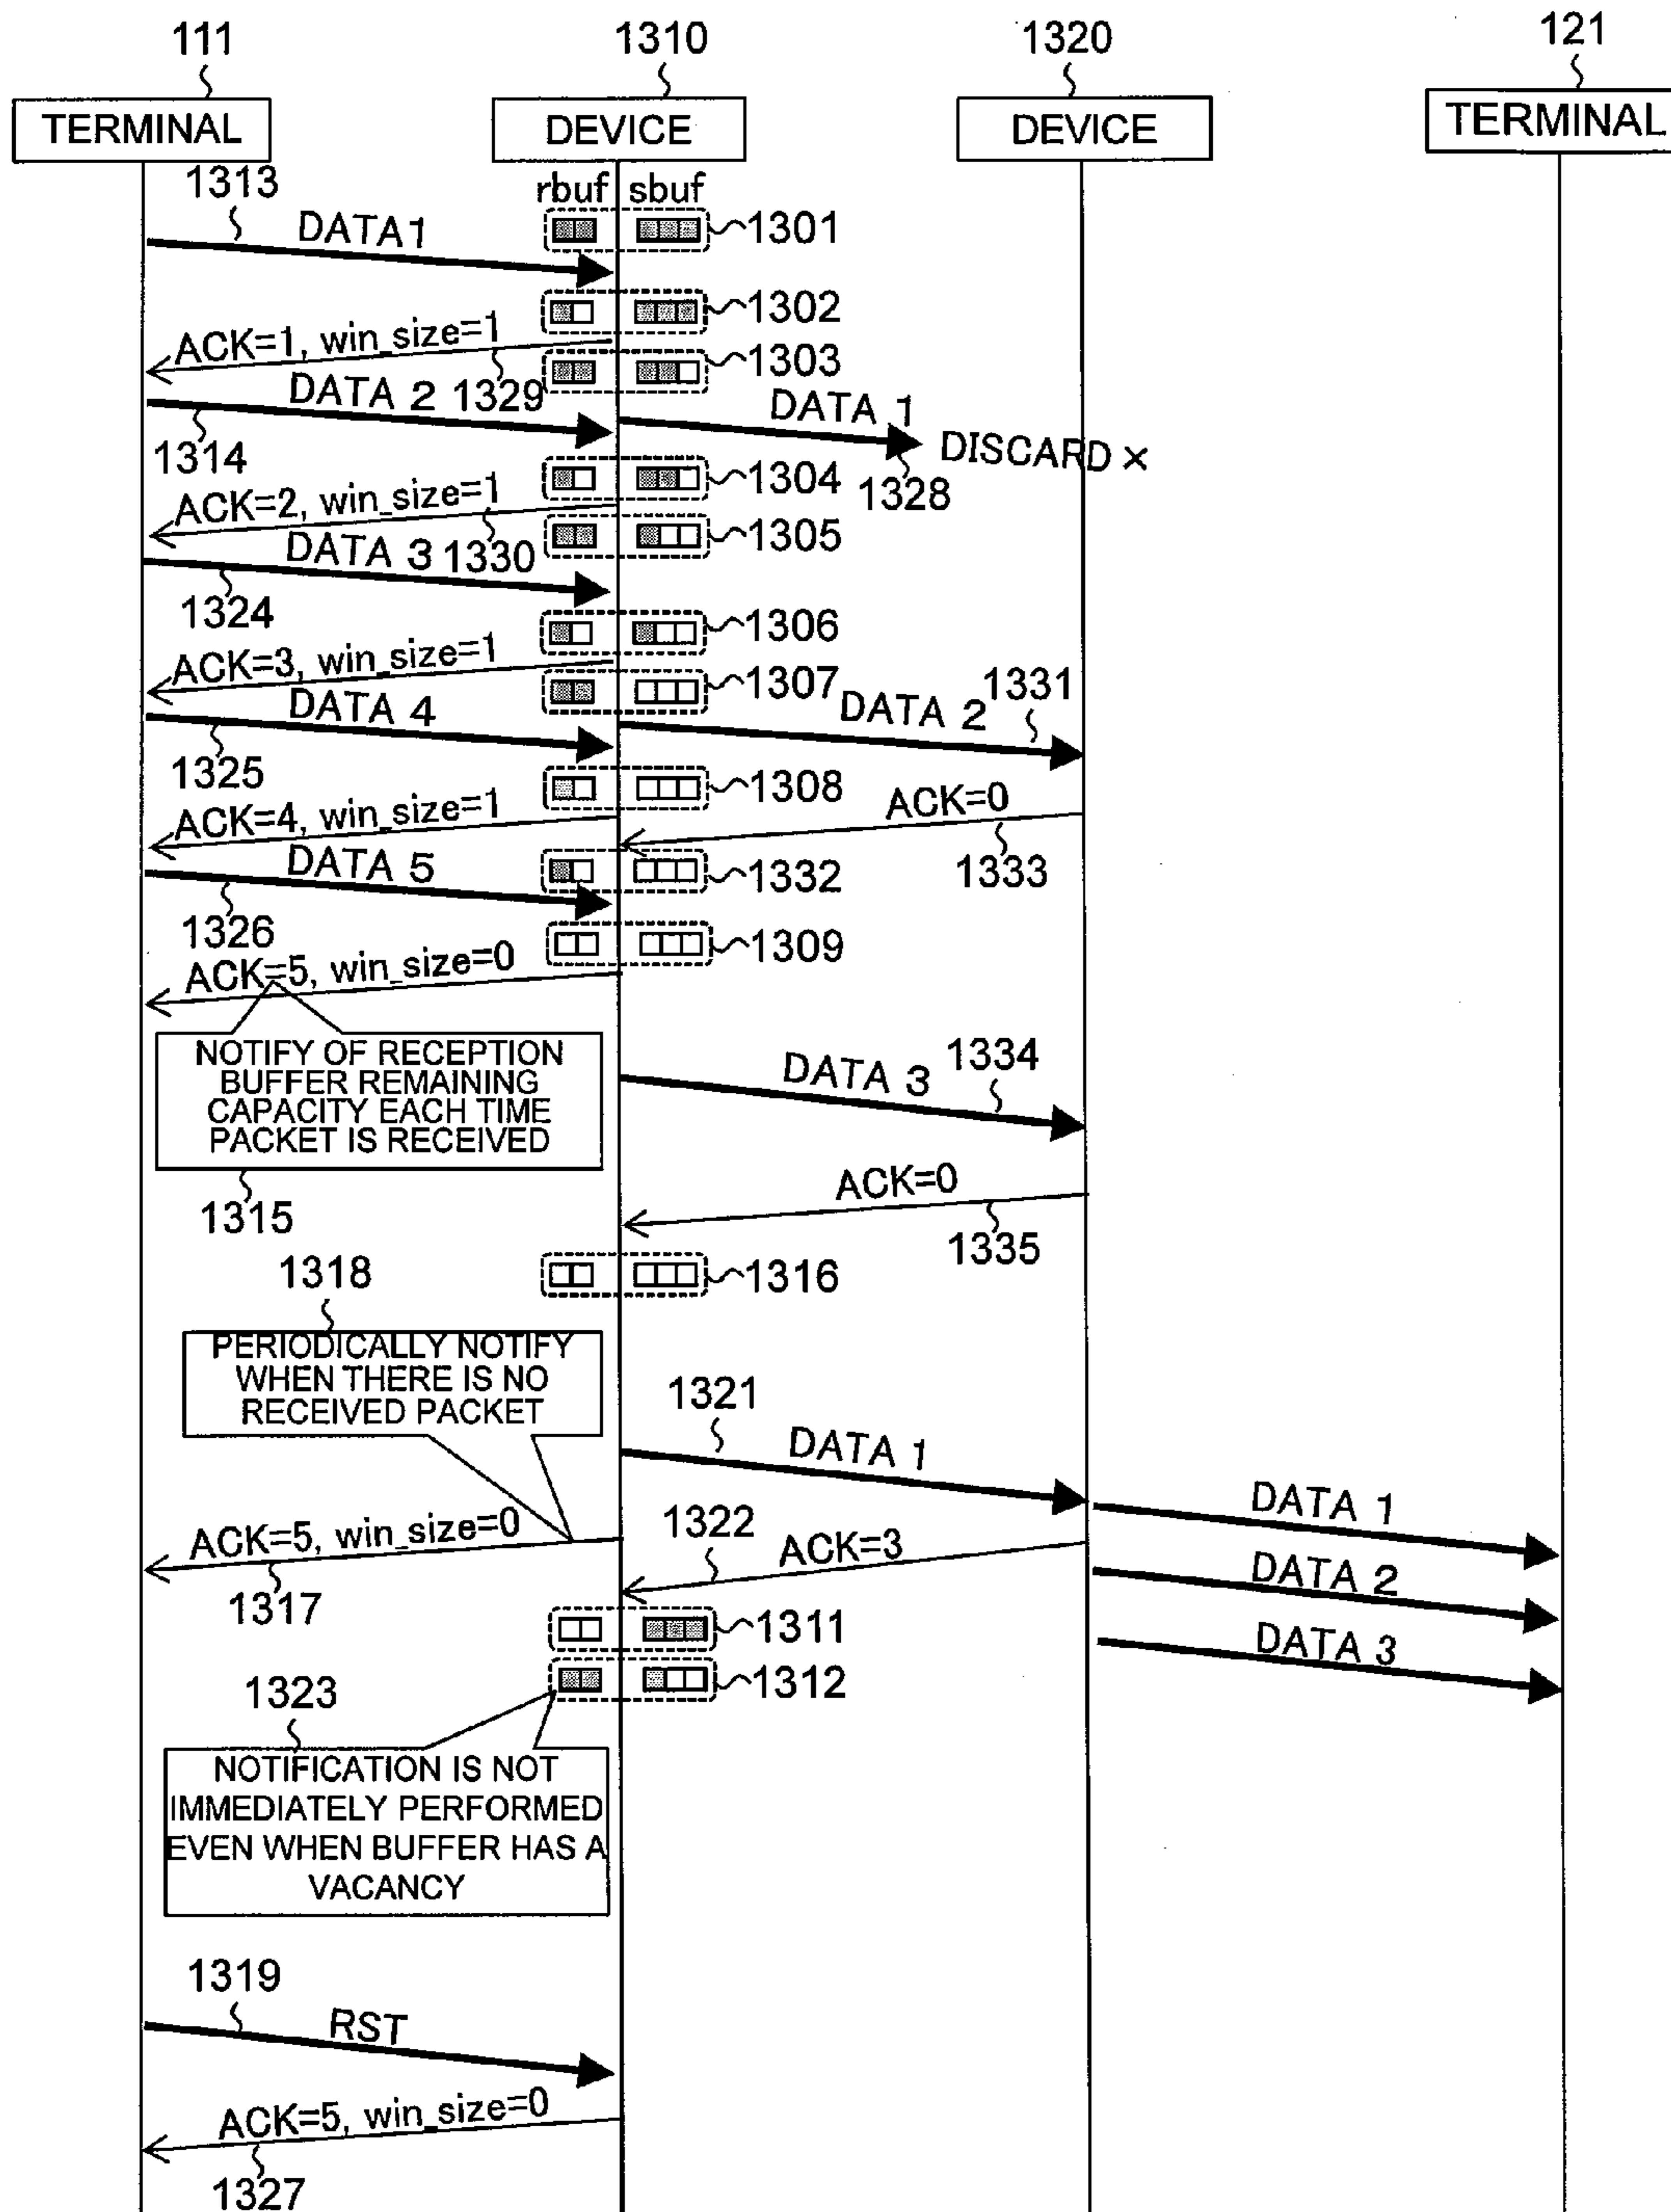 111
1310
1320
121
TERMINAL
DEVICE
DEVICE
TERMINAL
1313
rbuf
sbuf
DATA1
1301
1302
ACK=1, win_size=1
1303
DATA 2
1329
DATA 1
1314
DISCARD ×
1304
1328
ACK=2, win_size=1
1305
DATA 3
1330
1324
1306
ACK=3, win_size=1
1307
1331
DATA 4
DATA 2
1325
1308
ACK=0
ACK=4, win_size=1
DATA 5
1332
1333
1326
1309
ACK=5, win_size=0
NOTIFY OF RECEPTION
BUFFER REMAINING
CAPACITY EACH TIME
PACKET IS RECEIVED
1334
DATA 3
1315
ACK=0
1335
1318
1316
PERIODICALLY NOTIFY
WHEN THERE IS NO
RECEIVED PACKET
1321
DATA 1
DATA 1
ACK=5, win_size=0
1322
ACK=3
DATA 2
1317
1311
DATA 3
1312
1323
NOTIFICATION IS NOT
IMMEDIATELY PERFORMED
EVEN WHEN BUFFER HAS A
VACANCY
1319
RST
ACK=5, win_size=0
1327